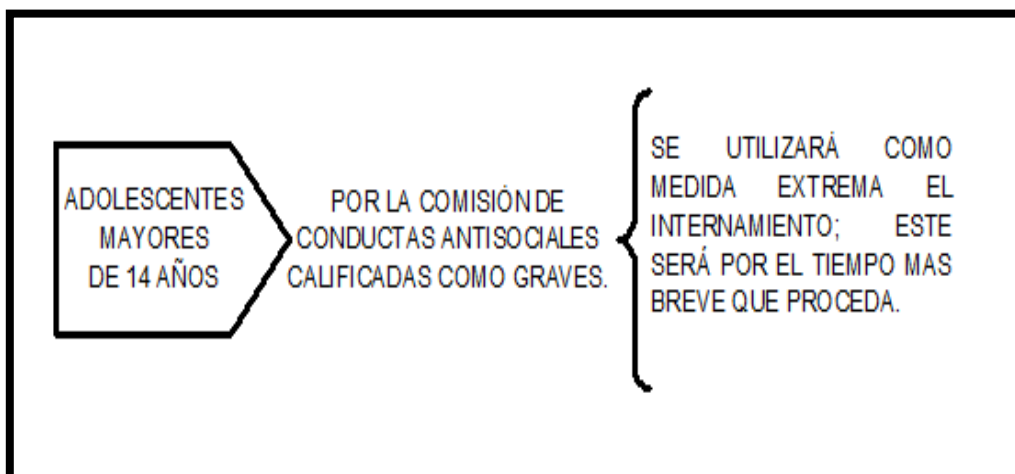 ADOLESCENTES
MAYORES
DE 14 AÑOS
POR LA COMISIÓN DE
CONDUCTAS ANTISOCIALES
CALIFICADAS COMO GRAVES.
SE UTILIZARÁ COMO
MEDIDA EXTREMA EL
INTERNAMIENTO; ESTE
SERÁ POR EL TIEMPO MAS
BREVE QUE PROCEDA.